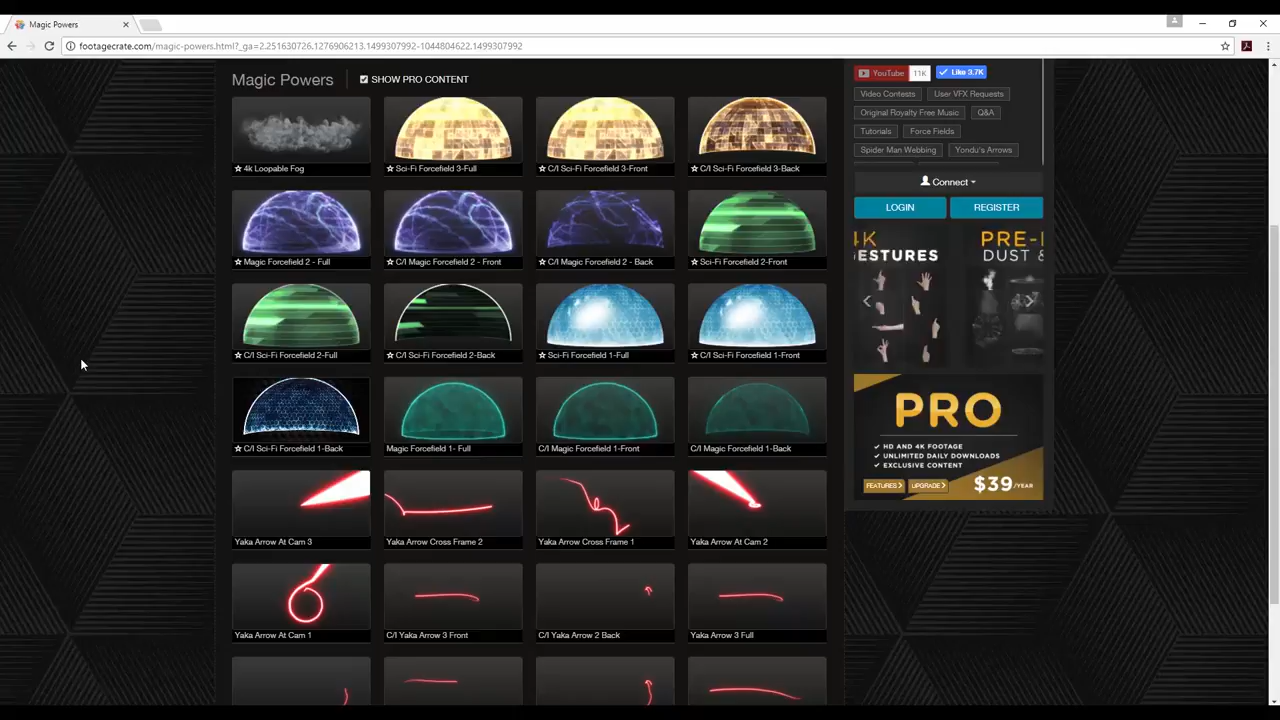 Magic Powers
footagecrate.com/magic-powers.html?_ga=2.251630726.1276906213.1499307992-1044804622.1499307992
Magic Powers
SHOW PRO CONTENT
4k Loopable Fog
Sci-Fi Forcefield 3-Full
C/I Sci-Fi Forcefield 3-Front
C/I Sci-Fi Forcefield 3-Back
Magic Forcefield 2 - Full
C/I Magic Forcefield 2 - Front
C/I Magic Forcefield 2 - Back
Sci-Fi Forcefield 2-Front
C/I Sci-Fi Forcefield 2-Full
C/I Sci-Fi Forcefield 2-Back
Sci-Fi Forcefield 1-Full
C/I Sci-Fi Forcefield 1-Front
C/I Sci-Fi Forcefield 1-Back
Magic Forcefield 1- Full
C/I Magic Forcefield 1-Front
C/I Magic Forcefield 1-Back
Yaka Arrow At Cam 3
Yaka Arrow Cross Frame 2
Yaka Arrow Cross Frame 1
Yaka Arrow At Cam 2
Yaka Arrow At Cam 1
C/I Yaka Arrow 3 Front
C/I Yaka Arrow 2 Back
Yaka Arrow 3 Full
YouTube 11K Like 3.7K
Video Contests User VFX Requests
Original Royalty Free Music Q&A
Tutorials Force Fields
Spider Man Webbing Yondu's Arrows
Connect
LOGIN REGISTER
4K PRE-
ESTURES DUST &
PRO
HD AND 4K FOOTAGE
UNLIMITED DAILY DOWNLOADS
EXCLUSIVE CONTENT
FEATURES UPGRADE $39/YEAR